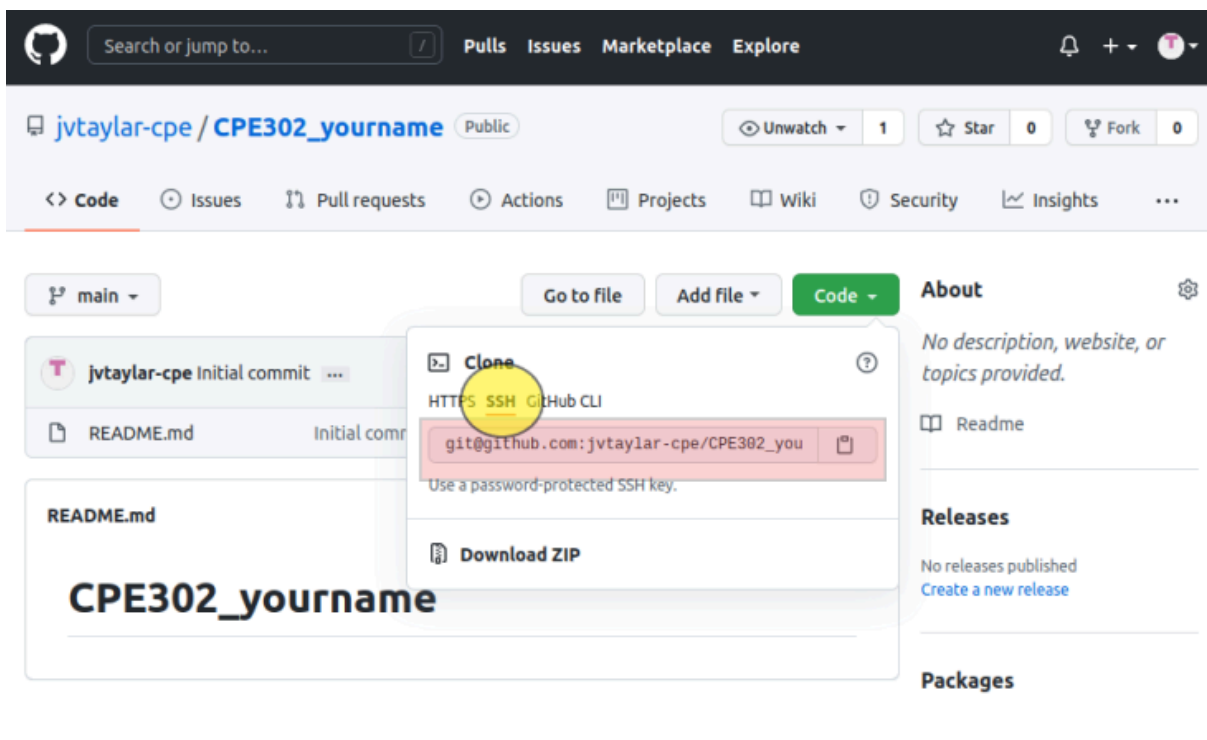 Search or jump to... / Pulls Issues Marketplace Explore
jvtaylar-cpe / CPE302_yourname Public Unwatch 1 Star 0 Fork 0
Code Issues Pull requests Actions Projects Wiki Security Insights ...
main Go to file Add file Code About
No description, website, or
topics provided.
Readme
jvtaylar-cpe Initial commit ...
README.md Initial comm
Clone
HTTPS SSH GitHub CLI
git@github.com:jvtaylar-cpe/CPE302_you
Use a password-protected SSH key.
Download ZIP
README.md
CPE302_yourname
Releases
No releases published
Create a new release
Packages